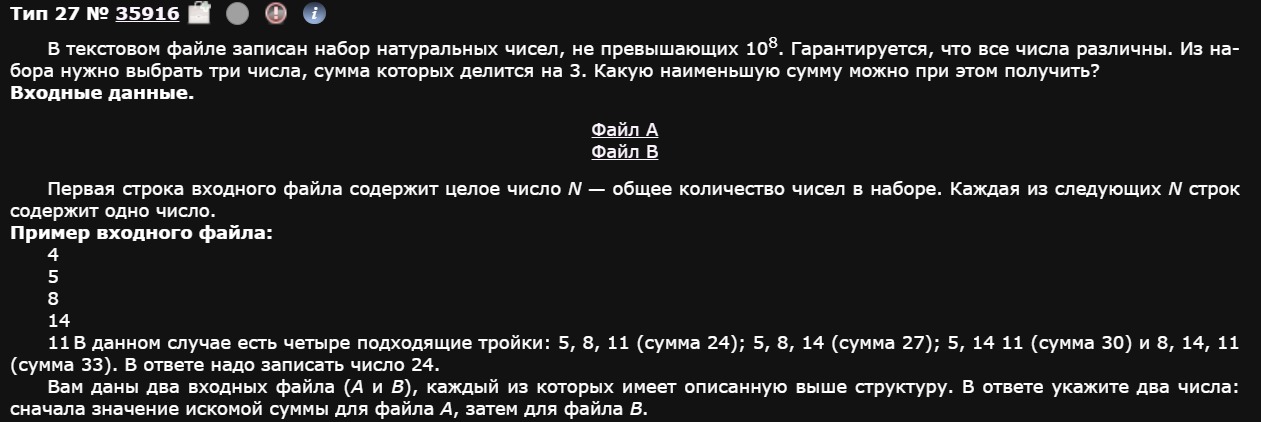 Тип 27 № 35916
В текстовом файле записан набор натуральных чисел, не превышающих 10⁸. Гарантируется, что все числа различны. Из на-
бора нужно выбрать три числа, сумма которых делится на 3. Какую наименьшую сумму можно при этом получить?
Входные данные.
Файл A
Файл B
Первая строка входного файла содержит целое число N — общее количество чисел в наборе. Каждая из следующих N строк
содержит одно число.
Пример входного файла:
4
5
8
14
11 В данном случае есть четыре подходящие тройки: 5, 8, 11 (сумма 24); 5, 8, 14 (сумма 27); 5, 14 11 (сумма 30) и 8, 14, 11
(сумма 33). В ответе надо записать число 24.
Вам даны два входных файла (A и B), каждый из которых имеет описанную выше структуру. В ответе укажите два числа:
сначала значение искомой суммы для файла A, затем для файла B.